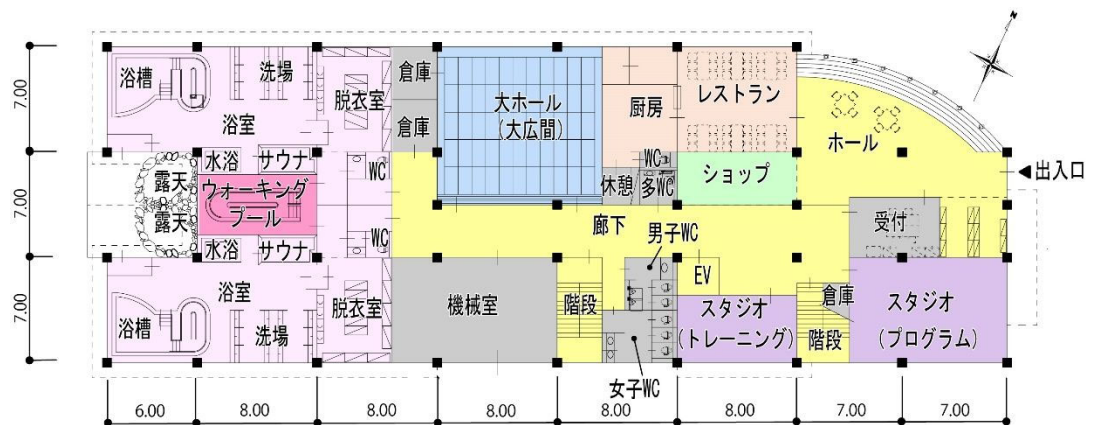 N
浴槽
洗場
浴室
脱衣室
倉庫
倉庫
大ホール
(大広間)
厨房
レストラン
ホール
7.00
水浴
サウナ
WC
WC
休憩
多WC
ショップ
出入口
露天
露天
ウォーキング
プール
7.00
WC
廊下
男子WC
受付
水浴
サウナ
浴室
浴槽
洗場
脱衣室
機械室
階段
EV
スタジオ
(トレーニング)
倉庫
階段
スタジオ
(プログラム)
7.00
女子WC
6.00
8.00
8.00
8.00
8.00
8.00
7.00
7.00